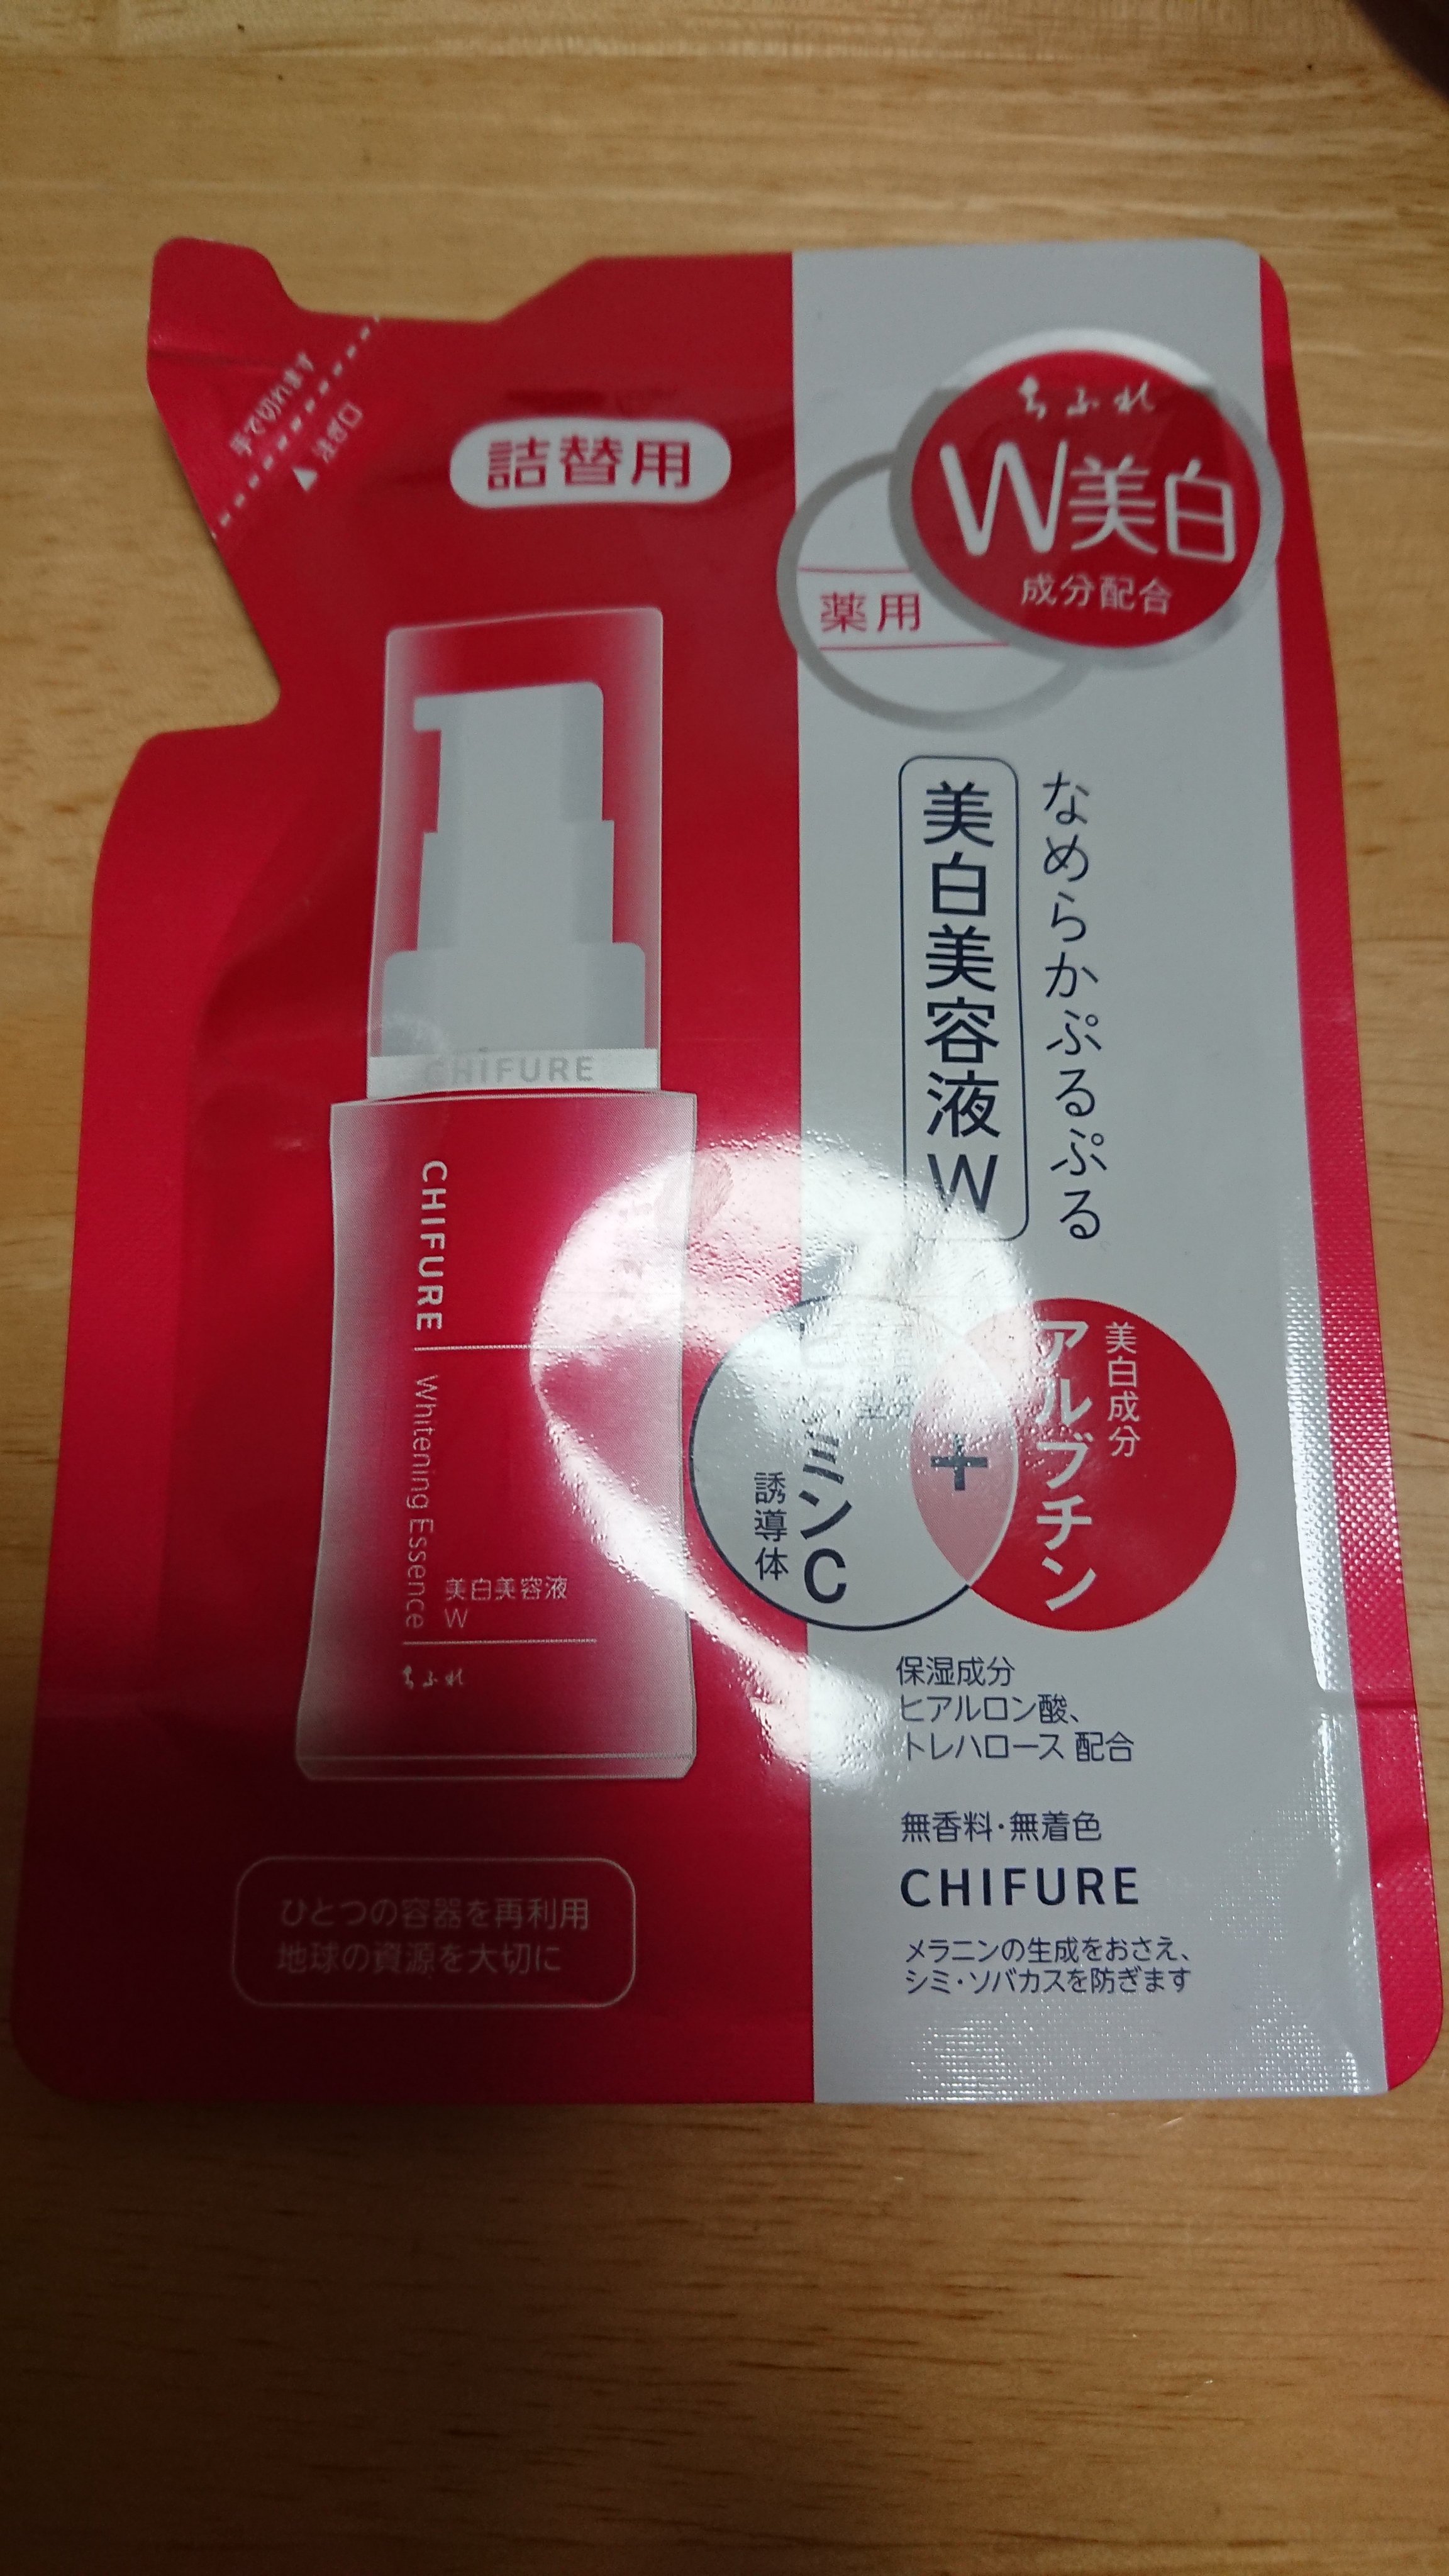 手で切れます
注ぎ口
詰替用
ちふれ
W美白
成分配合
薬用
なめらかぷるぷる
美白美容液W
CHIFURE
CHIFURE
Whitening Essence
美白美容液
W
ちふれ
美白成分
アルブチン
+
ミンC
誘導体
保湿成分
ヒアルロン酸、
トレハロース 配合
無香料・無着色
CHIFURE
メラニンの生成をおさえ、
シミ・ソバカスを防ぎます
ひとつの容器を再利用
地球の資源を大切に